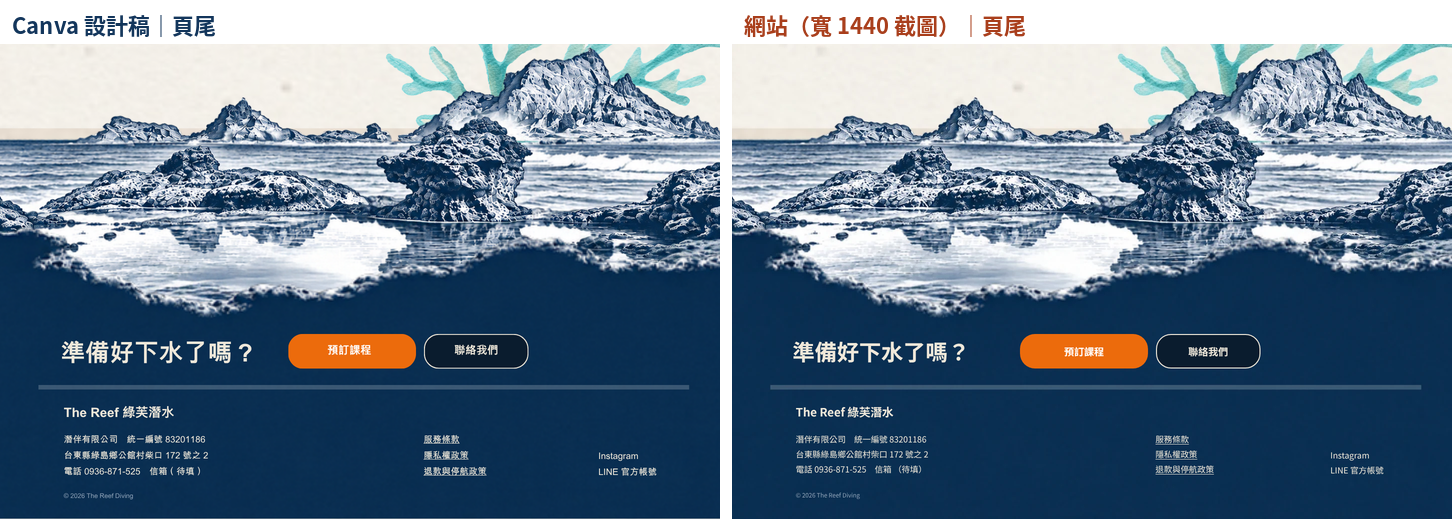 Canva 設計稿｜頁尾
準備好下水了嗎？
預訂課程
聯絡我們
The Reef 綠芙潛水
潛伴有限公司　統一編號 83201186
台東縣綠島鄉公館村柴口 172 號之 2
電話 0936-871-525　信箱（待填）
服務條款
隱私權政策
退款與停航政策
Instagram
LINE 官方帳號
© 2026 The Reef Diving
網站（寬 1440 截圖）｜頁尾
準備好下水了嗎？
預訂課程
聯絡我們
The Reef 綠芙潛水
潛伴有限公司　統一編號 83201186
台東縣綠島鄉公館村柴口 172 號之 2
電話 0936-871-525　信箱（待填）
服務條款
隱私權政策
退款與停航政策
Instagram
LINE 官方帳號
© 2026 The Reef Diving